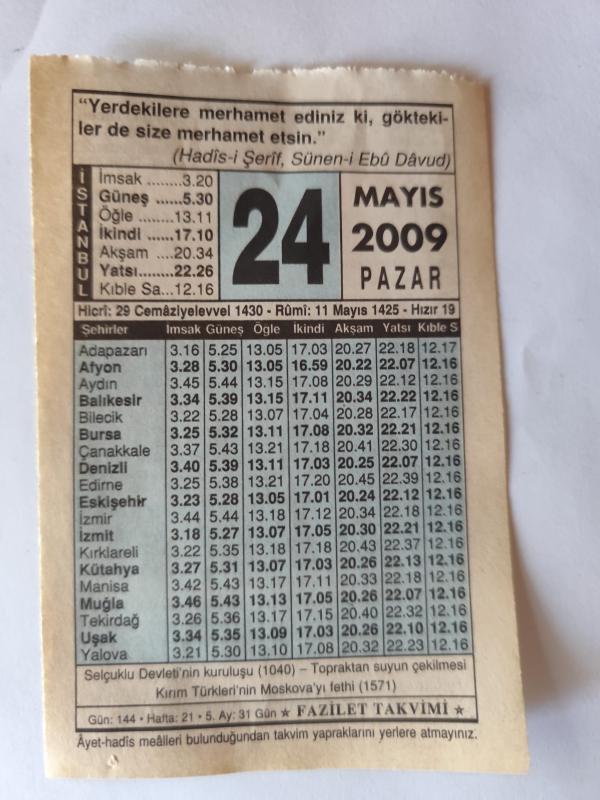 “Yerdekilere merhamet ediniz ki, gökteki-
ler de size merhamet etsin.”
(Hadîs-i Şerîf, Sünen-i Ebû Dâvud)
İSTANBUL
İmsak ........3.20
Güneş ......5.30
Öğle .......13.11
İkindi ......17.10
Akşam ....20.34
Yatsı........22.26
Kıble Sa...12.16
24
MAYIS
2009
PAZAR
Hicrî: 29 Cemâziyelevvel 1430 - Rûmî: 11 Mayıs 1425 - Hızır 19
Şehirler İmsak Güneş Öğle İkindi Akşam Yatsı Kıble S
Adapazarı 3.16 5.25 13.05 17.03 20.27 22.18 12.17
Afyon 3.28 5.30 13.05 16.59 20.22 22.07 12.16
Aydın 3.45 5.44 13.15 17.08 20.29 22.12 12.16
Balıkesir 3.34 5.39 13.15 17.11 20.34 22.22 12.16
Bilecik 3.22 5.28 13.07 17.04 20.28 22.17 12.16
Bursa 3.25 5.32 13.11 17.08 20.32 22.21 12.16
Çanakkale 3.37 5.43 13.21 17.18 20.41 22.30 12.16
Denizli 3.40 5.39 13.11 17.03 20.25 22.07 12.16
Edirne 3.25 5.38 13.21 17.20 20.45 22.39 12.16
Eskişehir 3.23 5.28 13.05 17.01 20.24 22.12 12.16
İzmir 3.44 5.44 13.18 17.12 20.34 22.18 12.16
İzmit 3.18 5.27 13.07 17.05 20.30 22.21 12.16
Kırklareli 3.22 5.35 13.18 17.18 20.43 22.37 12.16
Kütahya 3.27 5.31 13.07 17.03 20.26 22.13 12.16
Manisa 3.42 5.43 13.17 17.11 20.33 22.18 12.16
Muğla 3.46 5.43 13.13 17.05 20.26 22.07 12.16
Tekirdağ 3.26 5.36 13.17 17.15 20.40 22.32 12.16
Uşak 3.34 5.35 13.09 17.03 20.26 22.10 12.16
Yalova 3.21 5.30 13.10 17.08 20.32 22.23 12.16
Selçuklu Devleti’nin kuruluşu (1040) – Topraktan suyun çekilmesi
Kırım Türkleri’nin Moskova’yı fethi (1571)
Gün: 144 • Hafta: 21 • 5. Ay: 31 Gün ★ FAZİLET TAKVİMİ ★
Âyet-hadîs meâlleri bulunduğundan takvim yapraklarını yerlere atmayınız.